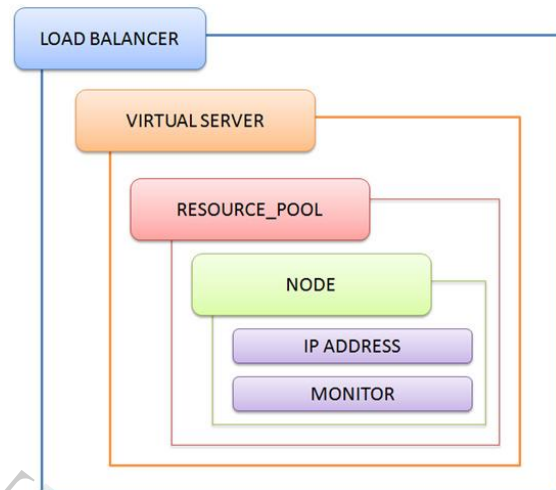 LOAD BALANCER
VIRTUAL SERVER
RESOURCE_POOL
NODE
IP ADDRESS
MONITOR